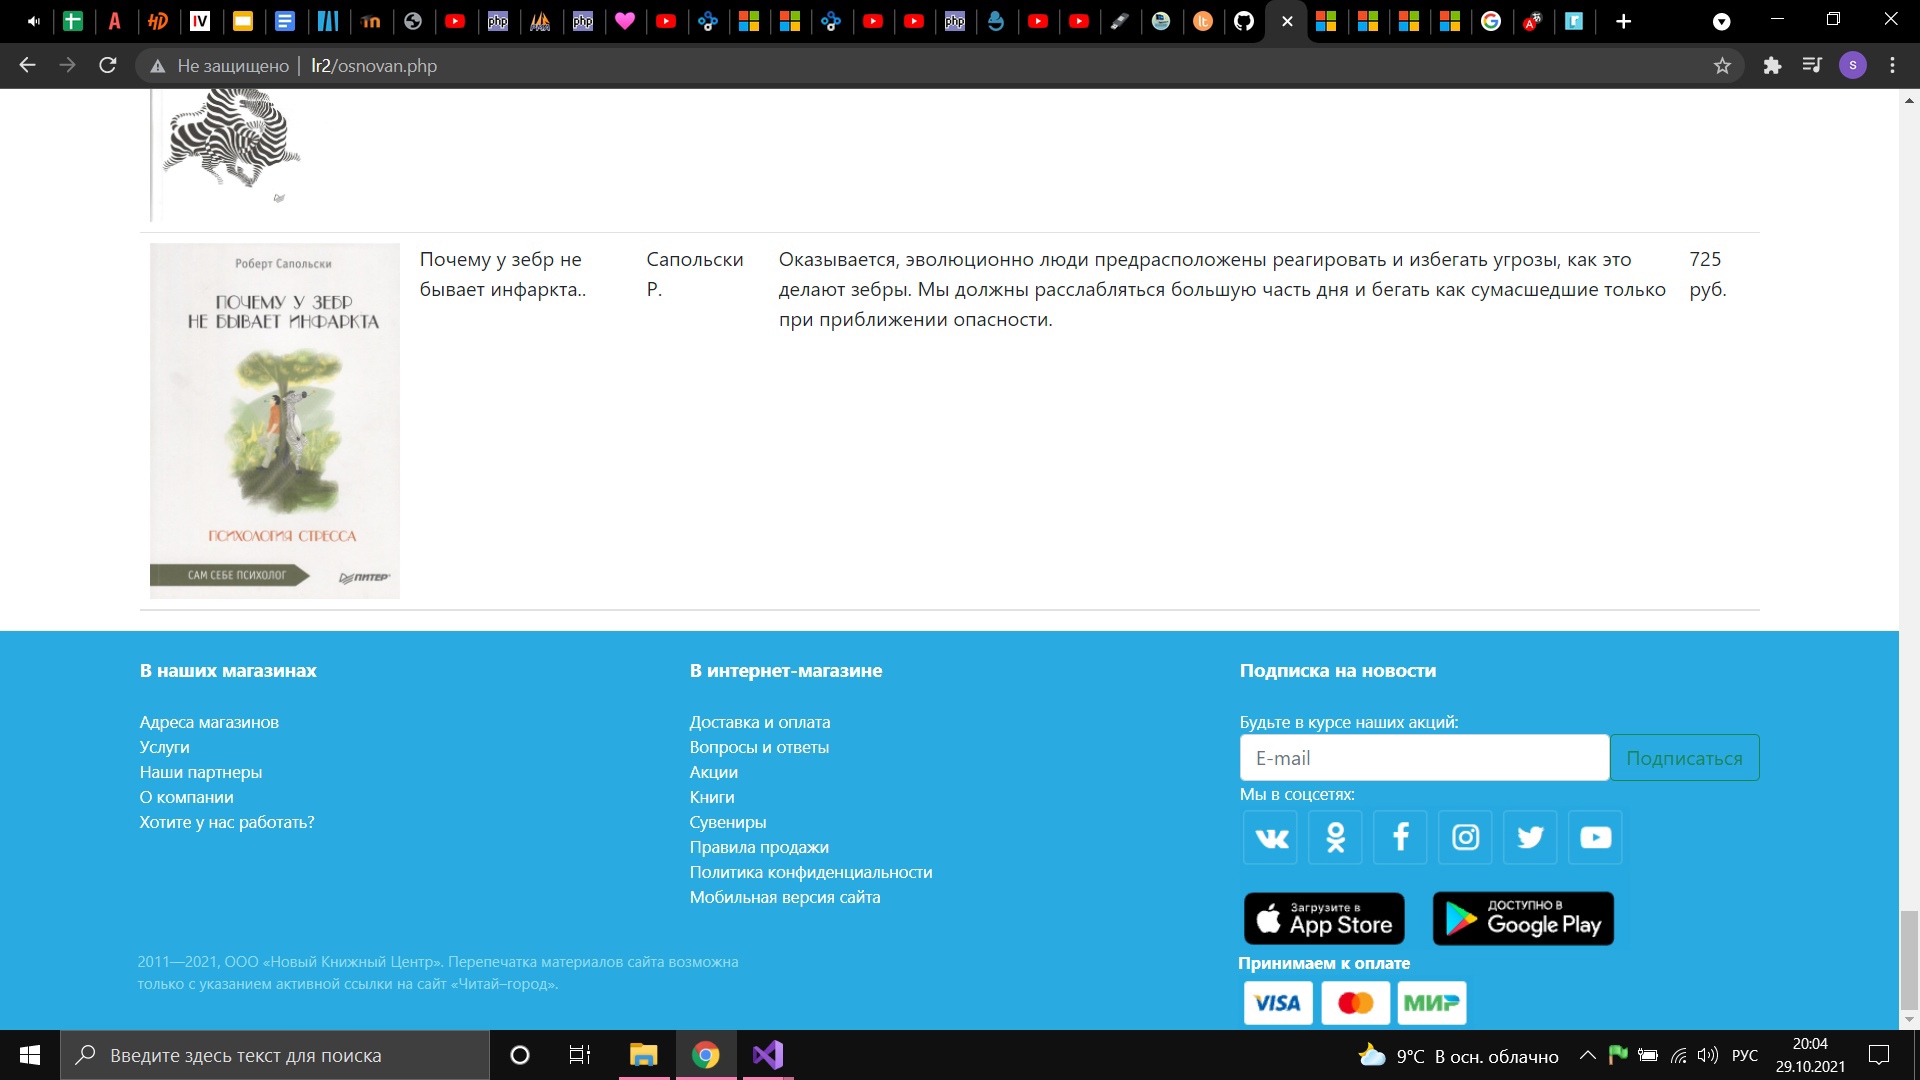 Не защищено | lr2/osnovan.php
Роберт Сапольски
ПОЧЕМУ У ЗЕБР
НЕ БЫВАЕТ ИНФАРКТА
ПСИХОЛОГИЯ СТРЕССА
САМ СЕБЕ ПСИХОЛОГ
ПИТЕР
Почему у зебр не
бывает инфаркта..
Сапольски
Р.
Оказывается, эволюционно люди предрасположены реагировать и избегать угрозы, как это
делают зебры. Мы должны расслабляться большую часть дня и бегать как сумасшедшие только
при приближении опасности.
725
руб.
В наших магазинах
Адреса магазинов
Услуги
Наши партнеры
О компании
Хотите у нас работать?
В интернет-магазине
Доставка и оплата
Вопросы и ответы
Акции
Книги
Сувениры
Правила продажи
Политика конфиденциальности
Мобильная версия сайта
Подписка на новости
Будьте в курсе наших акций:
E-mail
Подписаться
Мы в соцсетях:
Загрузите в
App Store
ДОСТУПНО В
Google Play
Принимаем к оплате
VISA
МИР
2011—2021, ООО «Новый Книжный Центр». Перепечатка материалов сайта возможна
только с указанием активной ссылки на сайт «Читай–город».
Введите здесь текст для поиска
9°C В осн. облачно
РУС
20:04
29.10.2021